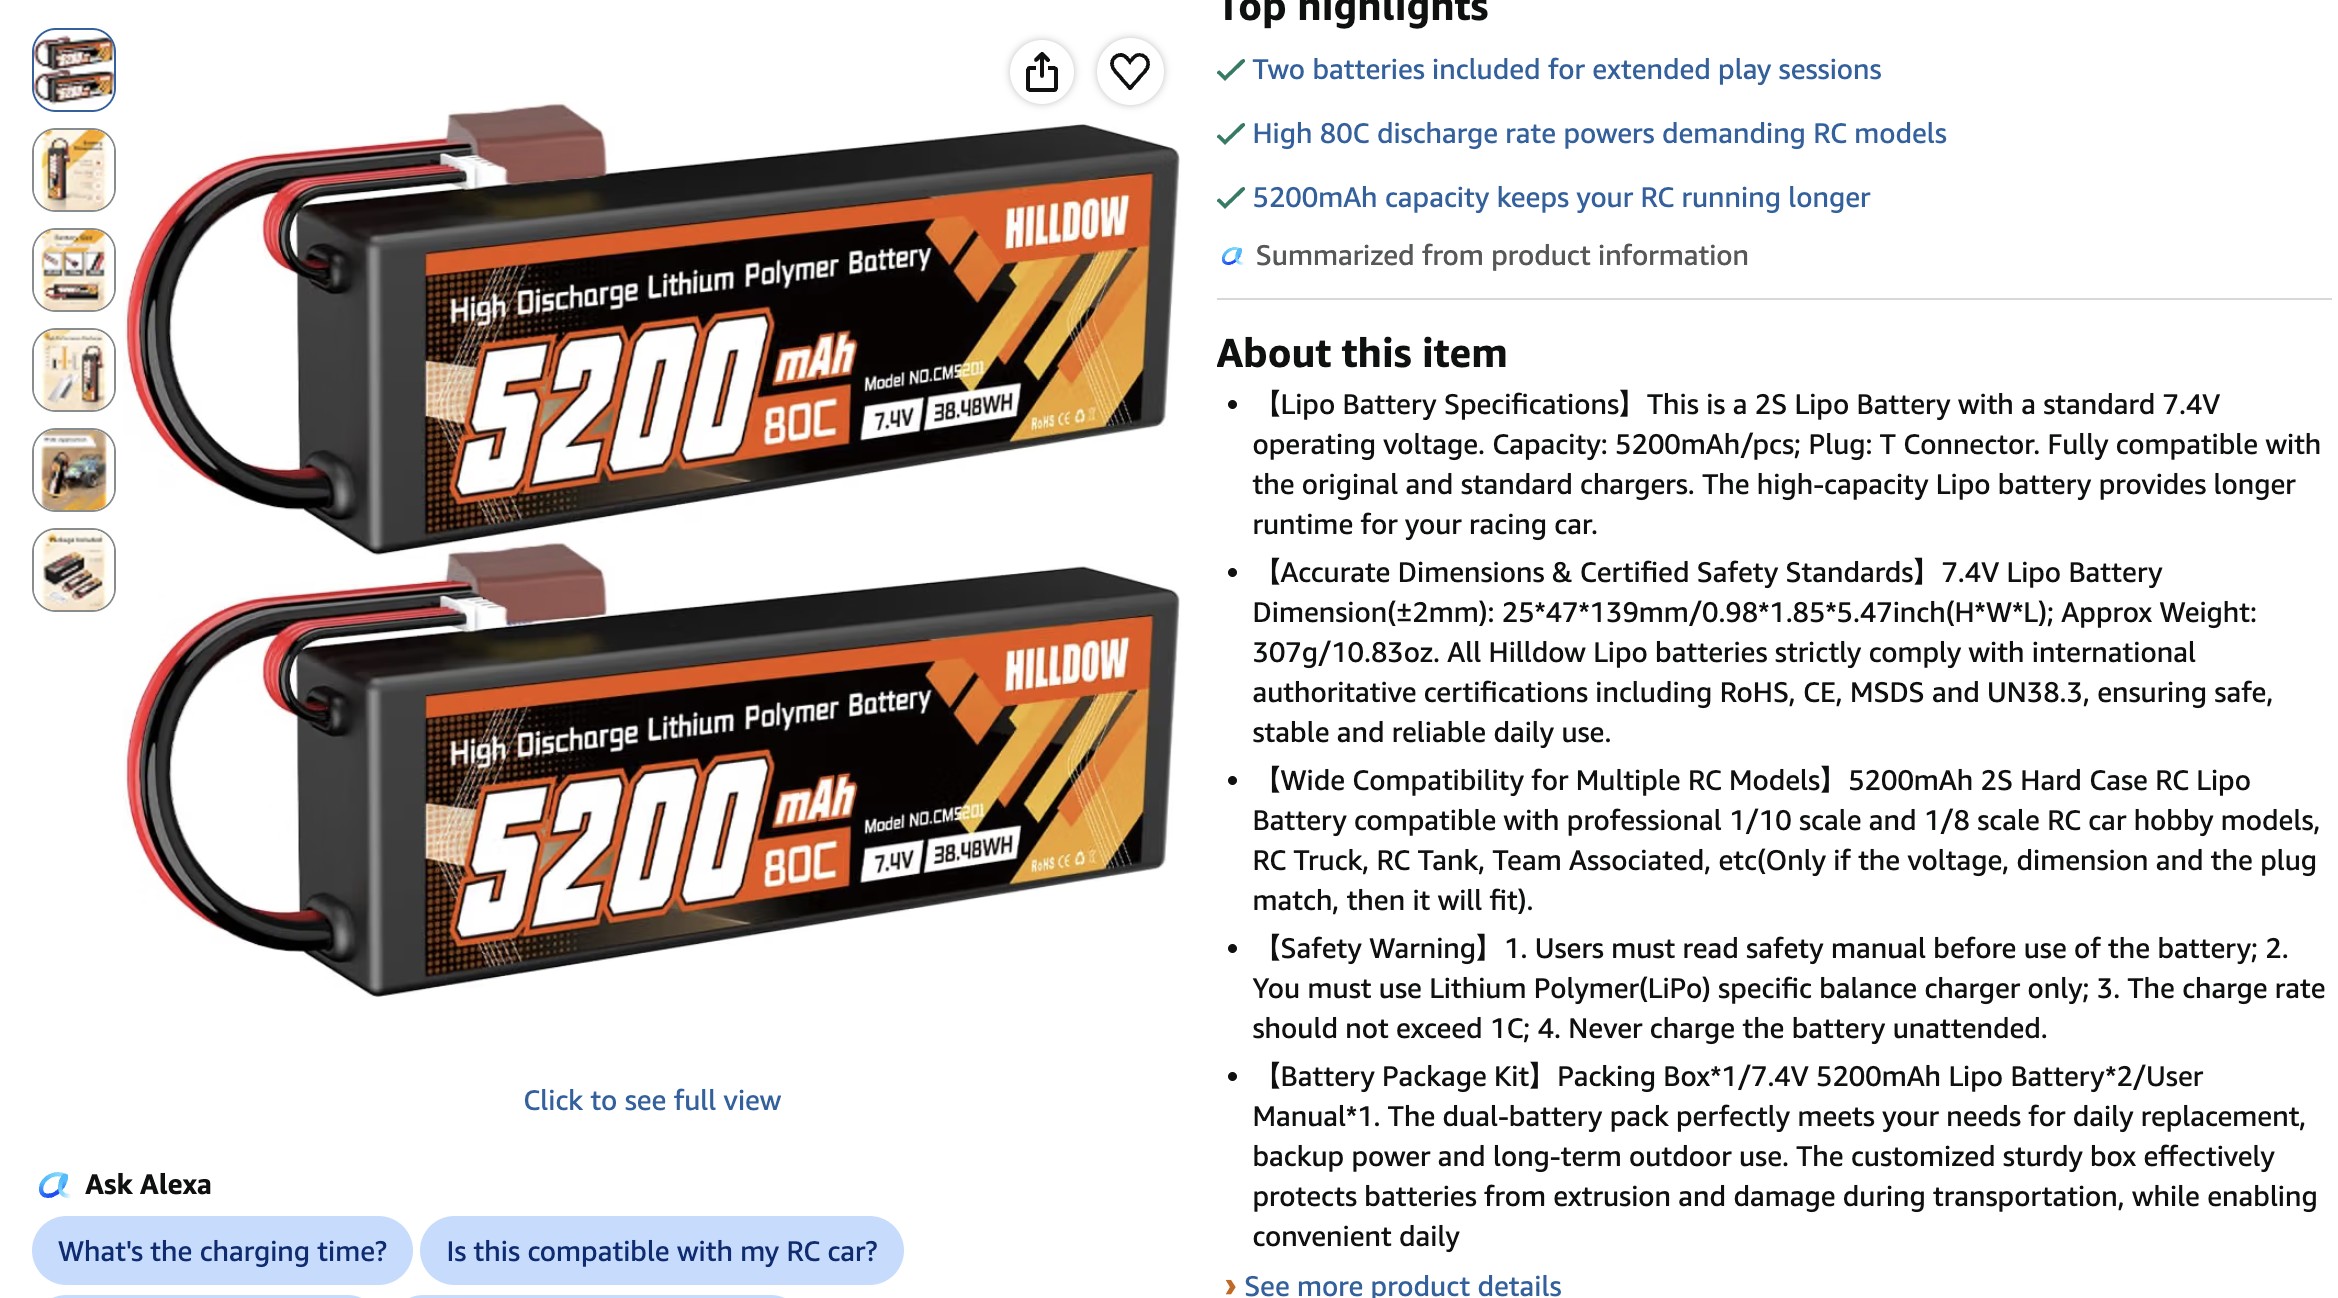 Top highlights
Two batteries included for extended play sessions
High 80C discharge rate powers demanding RC models
5200mAh capacity keeps your RC running longer
Summarized from product information
About this item
• 【Lipo Battery Specifications】This is a 2S Lipo Battery with a standard 7.4V
operating voltage. Capacity: 5200mAh/pcs; Plug: T Connector. Fully compatible with
the original and standard chargers. The high-capacity Lipo battery provides longer
runtime for your racing car.
• 【Accurate Dimensions & Certified Safety Standards】7.4V Lipo Battery
Dimension(±2mm): 25*47*139mm/0.98*1.85*5.47inch(H*W*L); Approx Weight:
307g/10.83oz. All Hilldow Lipo batteries strictly comply with international
authoritative certifications including RoHS, CE, MSDS and UN38.3, ensuring safe,
stable and reliable daily use.
• 【Wide Compatibility for Multiple RC Models】5200mAh 2S Hard Case RC Lipo
Battery compatible with professional 1/10 scale and 1/8 scale RC car hobby models,
RC Truck, RC Tank, Team Associated, etc(Only if the voltage, dimension and the plug
match, then it will fit).
• 【Safety Warning】1. Users must read safety manual before use of the battery; 2.
You must use Lithium Polymer(LiPo) specific balance charger only; 3. The charge rate
should not exceed 1C; 4. Never charge the battery unattended.
• 【Battery Package Kit】Packing Box*1/7.4V 5200mAh Lipo Battery*2/User
Manual*1. The dual-battery pack perfectly meets your needs for daily replacement,
backup power and long-term outdoor use. The customized sturdy box effectively
protects batteries from extrusion and damage during transportation, while enabling
convenient daily
› See more product details
HILLDOW
High Discharge Lithium Polymer Battery
5200 mAh
80C
Model NO.CM5201
7.4V 38.48WH
RoHS CE
HILLDOW
High Discharge Lithium Polymer Battery
5200 mAh
80C
Model NO.CM5201
7.4V 38.48WH
RoHS CE
Click to see full view
Ask Alexa
What's the charging time?
Is this compatible with my RC car?